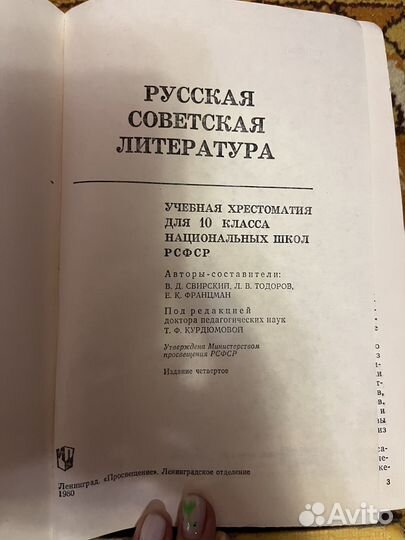 РУССКАЯ
СОВЕТСКАЯ
ЛИТЕРАТУРА
УЧЕБНАЯ ХРЕСТОМАТИЯ
ДЛЯ 10 КЛАССА
НАЦИОНАЛЬНЫХ ШКОЛ
РСФСР
Авторы-составители:
В. Д. СВИРСКИЙ, Л. В. ТОДОРОВ,
Е. К. ФРАНЦМАН
Под редакцией
доктора педагогических наук
Т. Ф. КУРДЮМОВОЙ
Утверждена Министерством
просвещения РСФСР
Издание четвертое
Ленинград. «Просвещение». Ленинградское отделение
1980
3
Avito